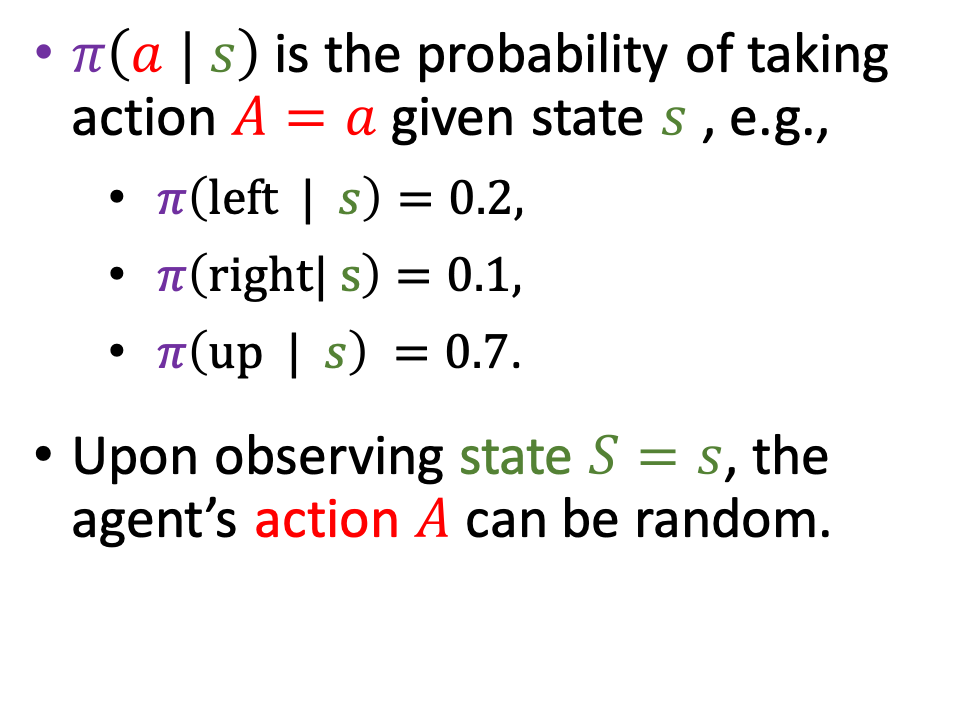 • π(a | s) is the probability of taking
action A = a given state s , e.g.,
• π(left | s) = 0.2,
• π(right| s) = 0.1,
• π(up | s) = 0.7.
• Upon observing state S = s, the
agent’s action A can be random.